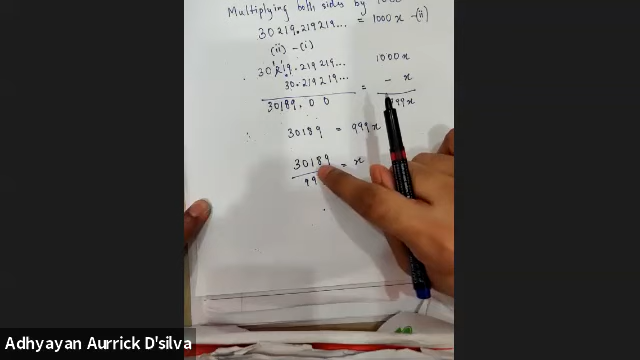 Multiplying both sides by 1000
30219.219219... = 1000x -(ii)
(ii) - (i)
30219.219219... 1000x
30.219219... - x
30189.00 = 999x
∴ 30189 = 999x
30189 = x
99
Adhyayan Aurrick D'silva